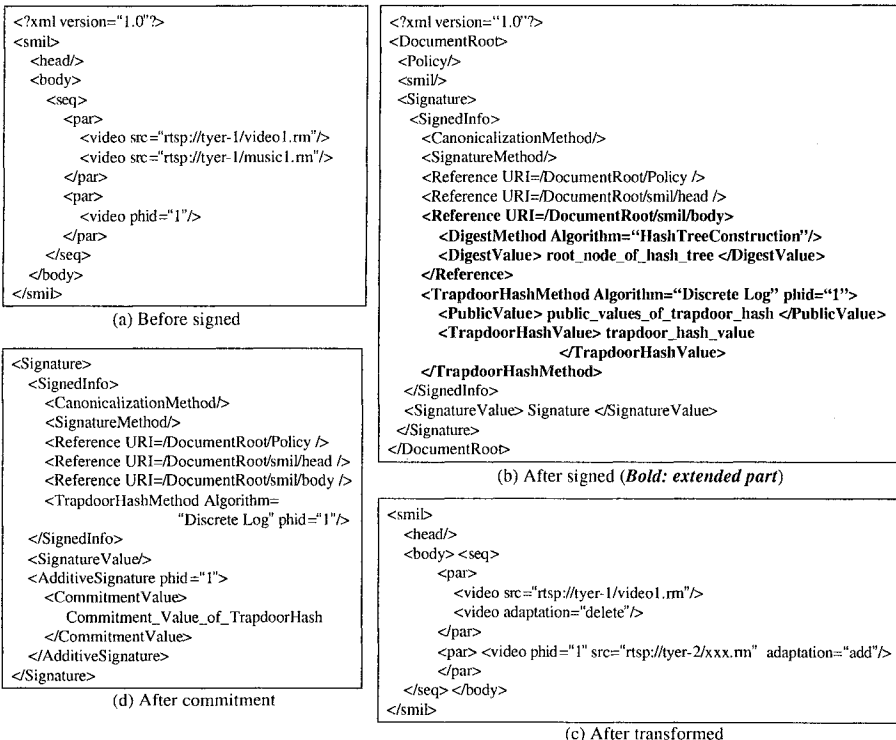 <?xml version=“1.0”?>
<smil>
<head/>
<body>
<seq>
<par>
<video src=“rtsp://tyer-1/video1.rm”/>
<video src=“rtsp://tyer-1/music1.rm”/>
</par>
<par>
<video phid=“1”/>
</par>
</seq>
</body>
</smil>
(a) Before signed
<?xml version=“1.0”?>
<DocumentRoot>
<Policy/>
<smil/>
<Signature>
<SignedInfo>
<CanonicalizationMethod/>
<SignatureMethod/>
<Reference URI=/DocumentRoot/Policy />
<Reference URI=/DocumentRoot/smil/head />
<Reference URI=/DocumentRoot/smil/body>
<DigestMethod Algorithm=“HashTreeConstruction”/>
<DigestValue> root_node_of_hash_tree </DigestValue>
</Reference>
<TrapdoorHashMethod Algorithm=“Discrete Log” phid=“1”>
<PublicValue> public_values_of_trapdoor_hash </PublicValue>
<TrapdoorHashValue> trapdoor_hash_value
</TrapdoorHashValue>
</TrapdoorHashMethod>
</SignedInfo>
<SignatureValue> Signature </SignatureValue>
</Signature>
</DocumentRoot>
(b) After signed (Bold: extended part)
<Signature>
<SignedInfo>
<CanonicalizationMethod/>
<SignatureMethod/>
<Reference URI=/DocumentRoot/Policy />
<Reference URI=/DocumentRoot/smil/head />
<Reference URI=/DocumentRoot/smil/body />
<TrapdoorHashMethod Algorithm=
“Discrete Log” phid=“1”/>
</SignedInfo>
<SignatureValue/>
<AdditiveSignature phid=“1”>
<CommitmentValue>
Commitment_Value_of_TrapdoorHash
</CommitmentValue>
</AdditiveSignature>
</Signature>
(d) After commitment
<smil>
<head/>
<body> <seq>
<par>
<video src=“rtsp://tyer-1/video1.rm”/>
<video adaptation=“delete”/>
</par>
<par> <video phid=“1” src=“rtsp://tyer-2/xxx.rm” adaptation=“add”/>
</par>
</seq> </body>
</smil>
(c) After transformed